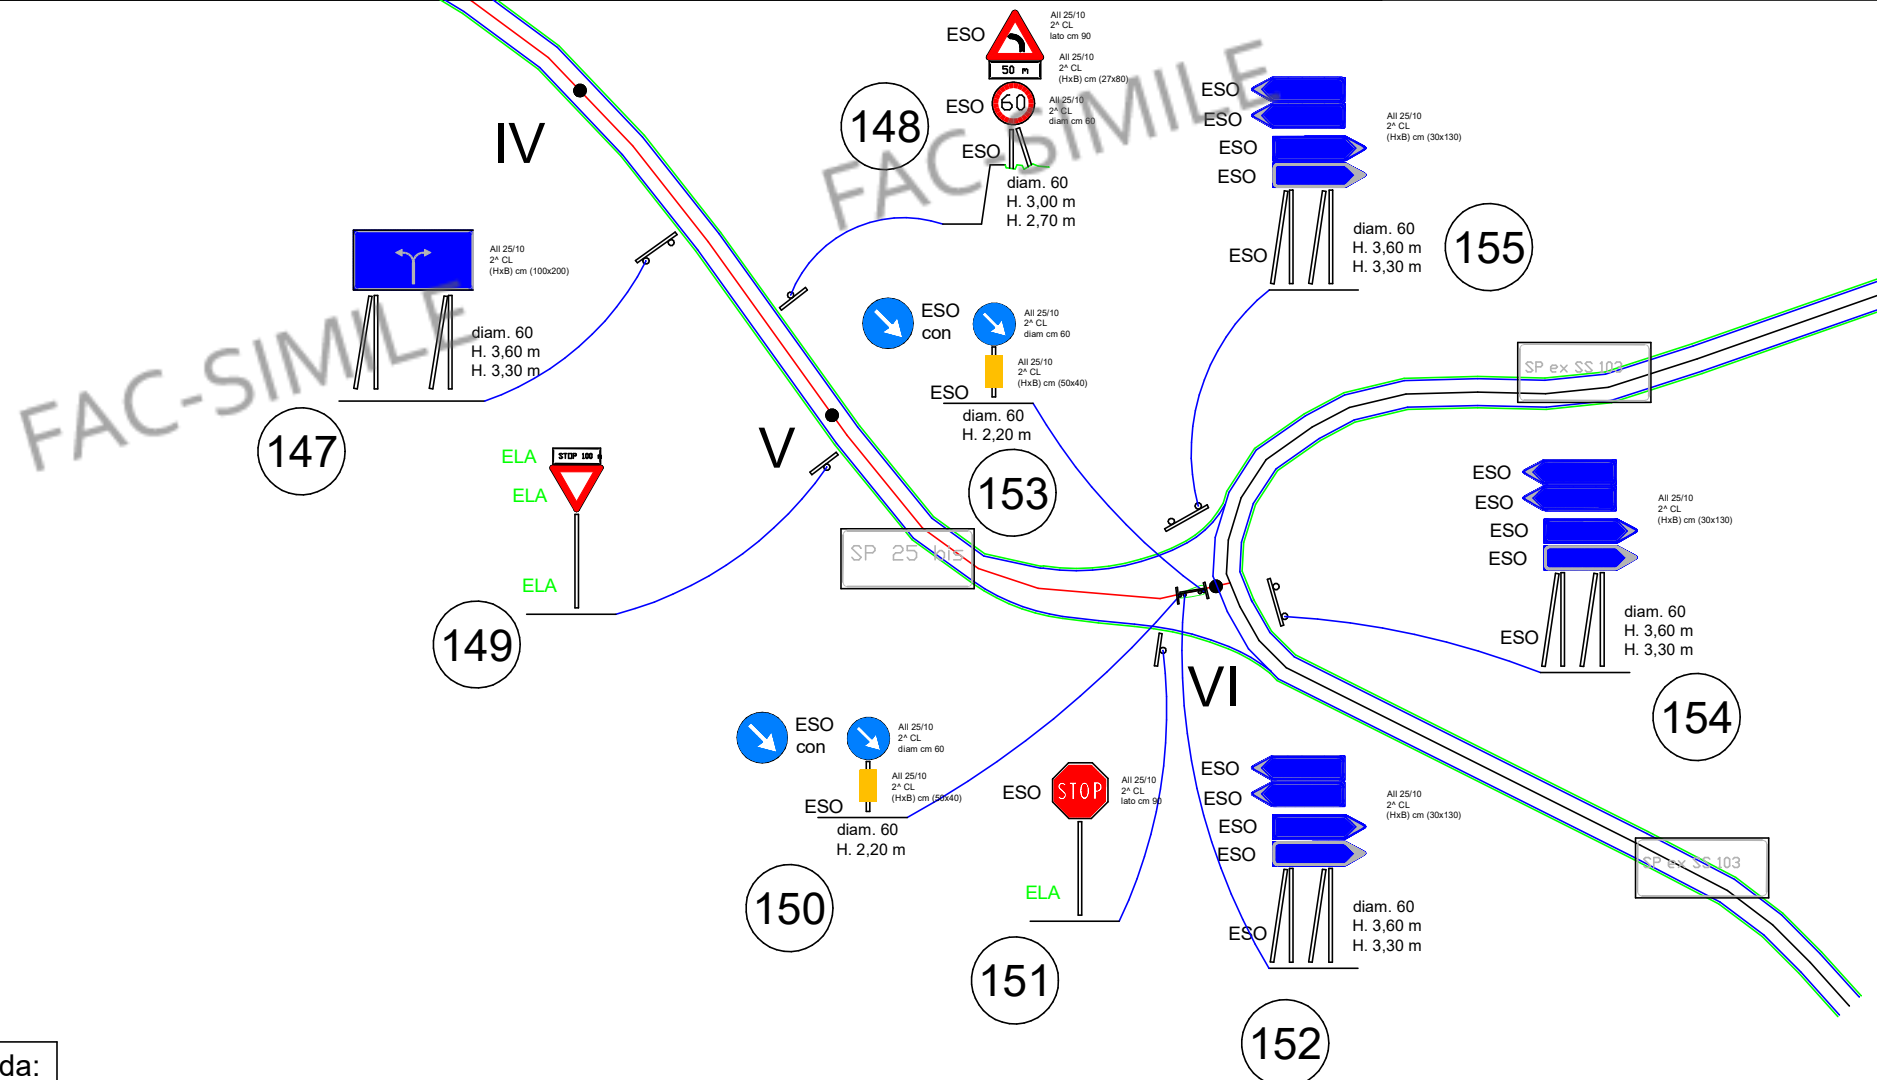 ESO
All 25/10
2^ CL
lato cm 90
50 m
All 25/10
2^ CL
(HxB) cm (27x80)
ESO
60
All 25/10
2^ CL
diam cm 60
ESO
diam. 60
H. 3,00 m
H. 2,70 m
148
FAC-SIMILE
IV
ESO
ESO
ESO
ESO
All 25/10
2^ CL
(HxB) cm (30x130)
ESO
diam. 60
H. 3,60 m
H. 3,30 m
155
All 25/10
2^ CL
(HxB) cm (100x200)
diam. 60
H. 3,60 m
H. 3,30 m
147
FAC-SIMILE
ESO
con
All 25/10
2^ CL
diam cm 60
All 25/10
2^ CL
(HxB) cm (50x40)
ESO
diam. 60
H. 2,20 m
153
SP ex SS 103
V
ELA
STOP 100 m
ELA
ELA
149
SP 25 bis
ESO
ESO
ESO
ESO
All 25/10
2^ CL
(HxB) cm (30x130)
ESO
diam. 60
H. 3,60 m
H. 3,30 m
154
VI
ESO
con
All 25/10
2^ CL
diam cm 60
All 25/10
2^ CL
(HxB) cm (50x40)
ESO
diam. 60
H. 2,20 m
150
ESO
STOP
All 25/10
2^ CL
lato cm 90
ELA
151
ESO
ESO
ESO
ESO
All 25/10
2^ CL
(HxB) cm (30x130)
ESO
diam. 60
H. 3,60 m
H. 3,30 m
152
SP ex SS 103
da: